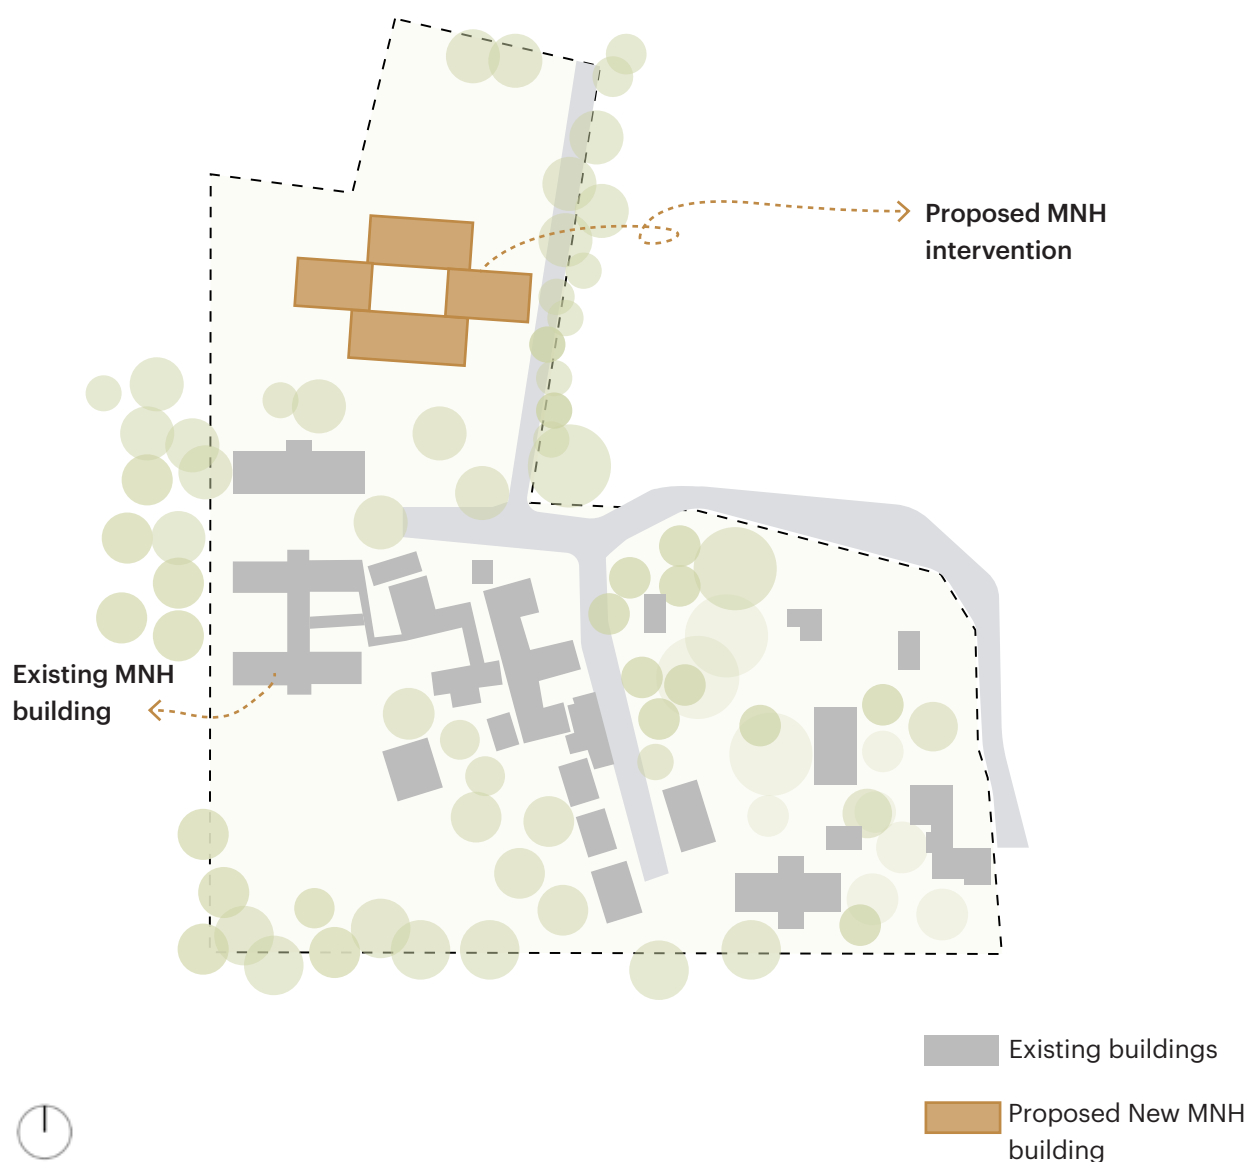 Proposed MNH
intervention
Existing MNH
building
Existing buildings
Proposed New MNH
building